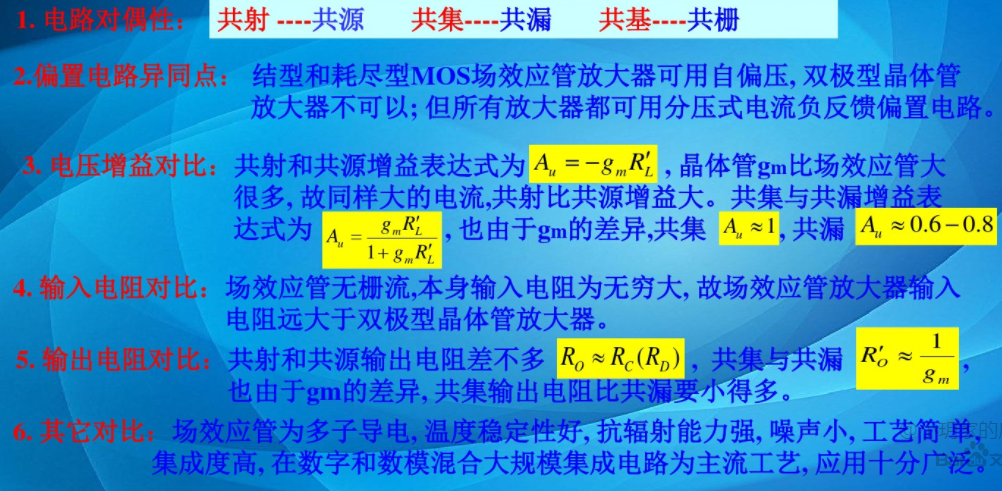 1. 电路对偶性： 共射 ----共源 共集----共漏 共基----共栅
2.偏置电路异同点： 结型和耗尽型MOS场效应管放大器可用自偏压, 双极型晶体管
放大器不可以; 但所有放大器都可用分压式电流负反馈偏置电路。
3. 电压增益对比：共射和共源增益表达式为 A_u = -g_m R'_L , 晶体管gm比场效应管大
很多, 故同样大的电流,共射比共源增益大。共集与共漏增益表
达式为 A_u = g_m R'_L / (1+ g_m R'_L) , 也由于gm的差异,共集 A_u ≈ 1 , 共漏 A_u ≈ 0.6-0.8
4. 输入电阻对比：场效应管无栅流,本身输入电阻为无穷大, 故场效应管放大器输入
电阻远大于双极型晶体管放大器。
5. 输出电阻对比：共射和共源输出电阻差不多 R_O ≈ R_C(R_D) , 共集与共漏 R'_O ≈ 1 / g_m ,
也由于gm的差异, 共集输出电阻比共漏要小得多。
6. 其它对比：场效应管为多子导电, 温度稳定性好, 抗辐射能力强, 噪声小, 工艺简 单,
集成度高, 在数字和数模混合大规模集成电路为主流工艺, 应用十分广泛。